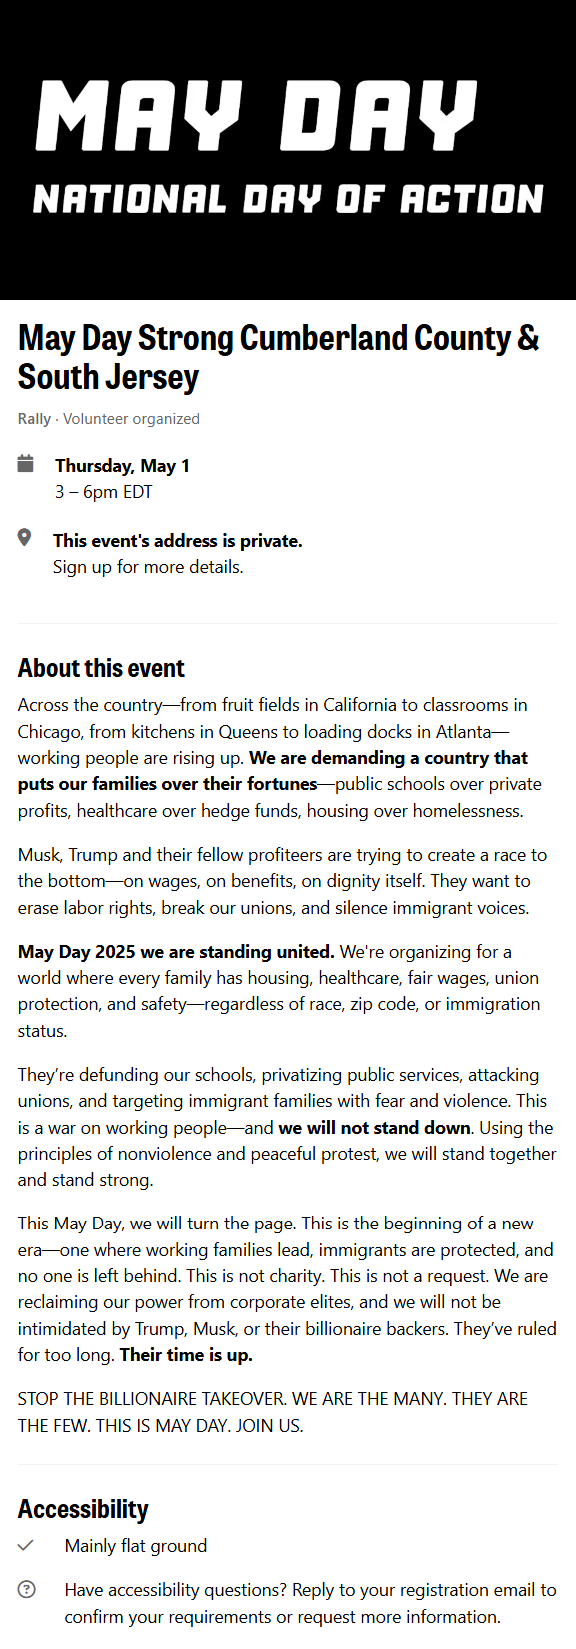 MAY DAY
NATIONAL DAY OF ACTION
May Day Strong Cumberland County &
South Jersey
Rally · Volunteer organized
Thursday, May 1
3 – 6pm EDT
This event's address is private.
Sign up for more details.
About this event
Across the country—from fruit fields in California to classrooms in
Chicago, from kitchens in Queens to loading docks in Atlanta—
working people are rising up. We are demanding a country that
puts our families over their fortunes—public schools over private
profits, healthcare over hedge funds, housing over homelessness.
Musk, Trump and their fellow profiteers are trying to create a race to
the bottom—on wages, on benefits, on dignity itself. They want to
erase labor rights, break our unions, and silence immigrant voices.
May Day 2025 we are standing united. We're organizing for a
world where every family has housing, healthcare, fair wages, union
protection, and safety—regardless of race, zip code, or immigration
status.
They’re defunding our schools, privatizing public services, attacking
unions, and targeting immigrant families with fear and violence. This
is a war on working people—and we will not stand down. Using the
principles of nonviolence and peaceful protest, we will stand together
and stand strong.
This May Day, we will turn the page. This is the beginning of a new
era—one where working families lead, immigrants are protected, and
no one is left behind. This is not charity. This is not a request. We are
reclaiming our power from corporate elites, and we will not be
intimidated by Trump, Musk, or their billionaire backers. They’ve ruled
for too long. Their time is up.
STOP THE BILLIONAIRE TAKEOVER. WE ARE THE MANY. THEY ARE
THE FEW. THIS IS MAY DAY. JOIN US.
Accessibility
Mainly flat ground
Have accessibility questions? Reply to your registration email to
confirm your requirements or request more information.